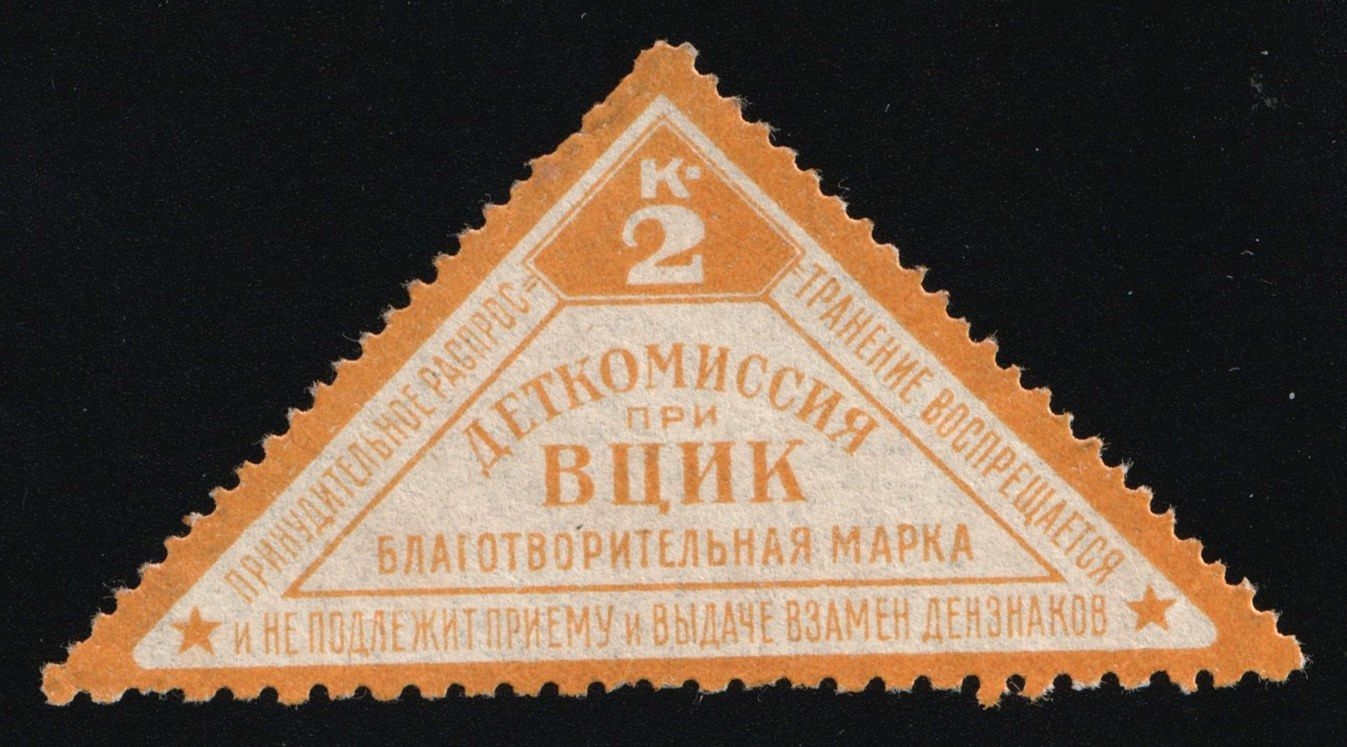 К.
2
ДЕТКОМИССИЯ
ПРИ
ВЦИК
БЛАГОТВОРИТЕЛЬНАЯ МАРКА
ПРИНУДИТЕЛЬНОЕ РАСПРОС=
=ТРАНЕНИЕ ВОСПРЕЩАЕТСЯ
И НЕ ПОДЛЕЖИТ ПРИЕМУ И ВЫДАЧЕ ВЗАМЕН ДЕНЗНАКОВ